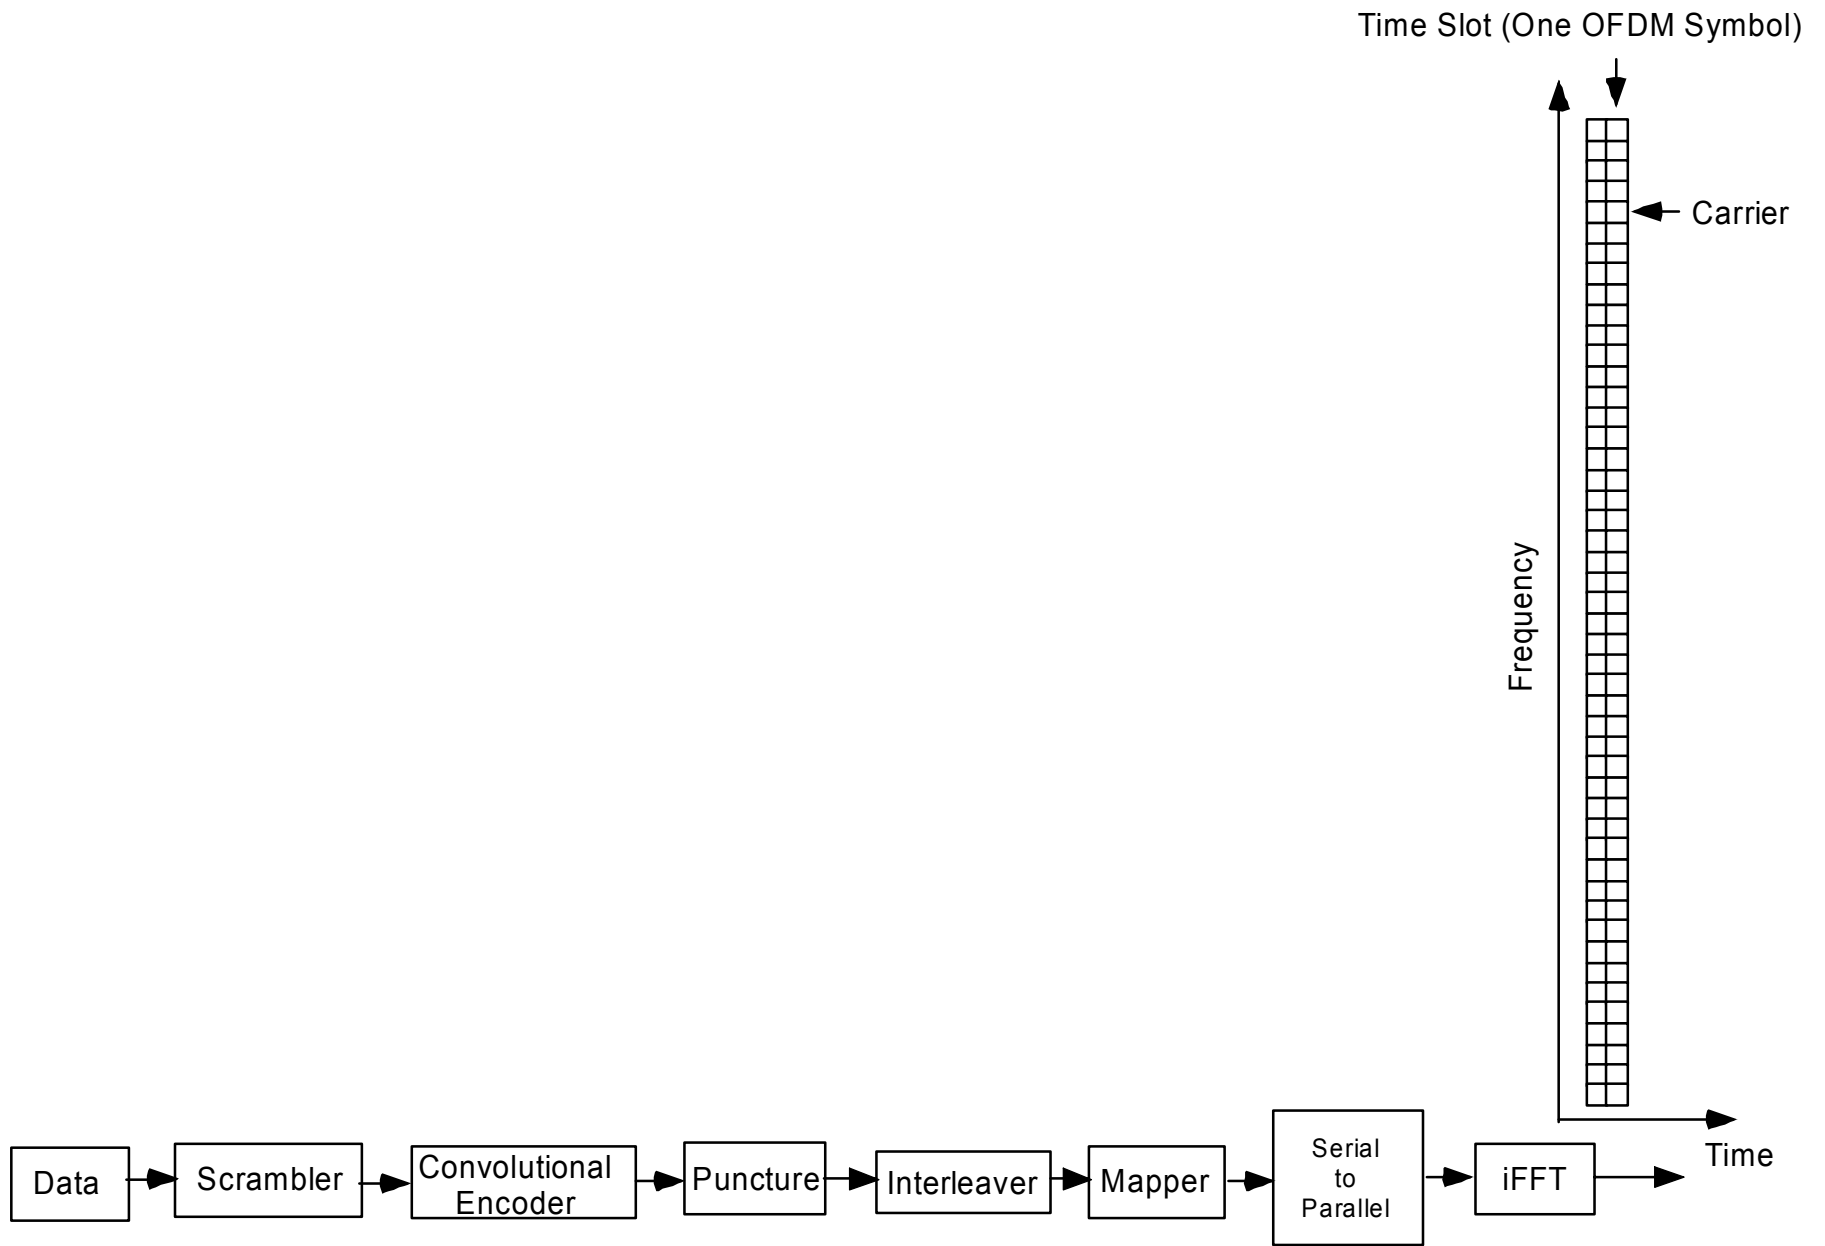 Time Slot (One OFDM Symbol)
Carrier
Frequency
Time
Data
Scrambler
Convolutional
Encoder
Puncture
Interleaver
Mapper
Serial
to
Parallel
iFFT